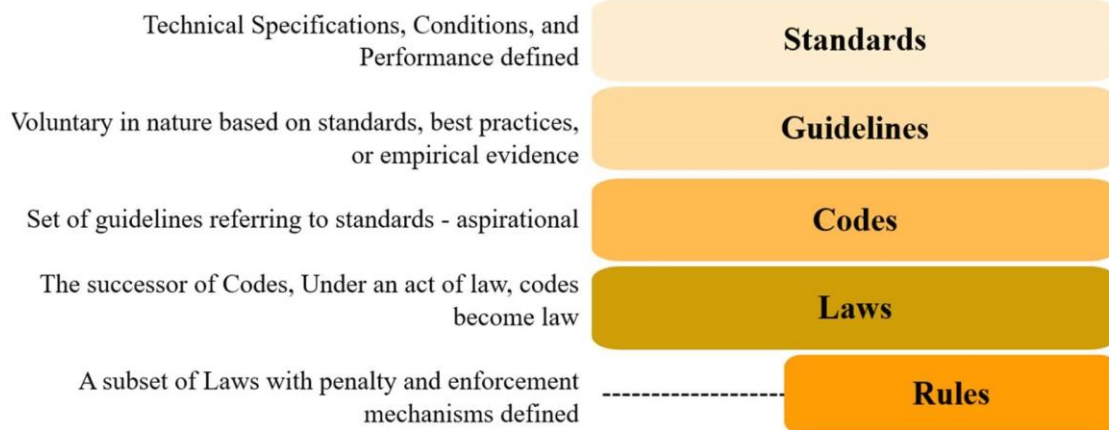 Technical Specifications, Conditions, and
Performance defined
Standards
Voluntary in nature based on standards, best practices,
or empirical evidence
Guidelines
Set of guidelines referring to standards - aspirational
Codes
The successor of Codes, Under an act of law, codes
become law
Laws
A subset of Laws with penalty and enforcement
mechanisms defined
Rules